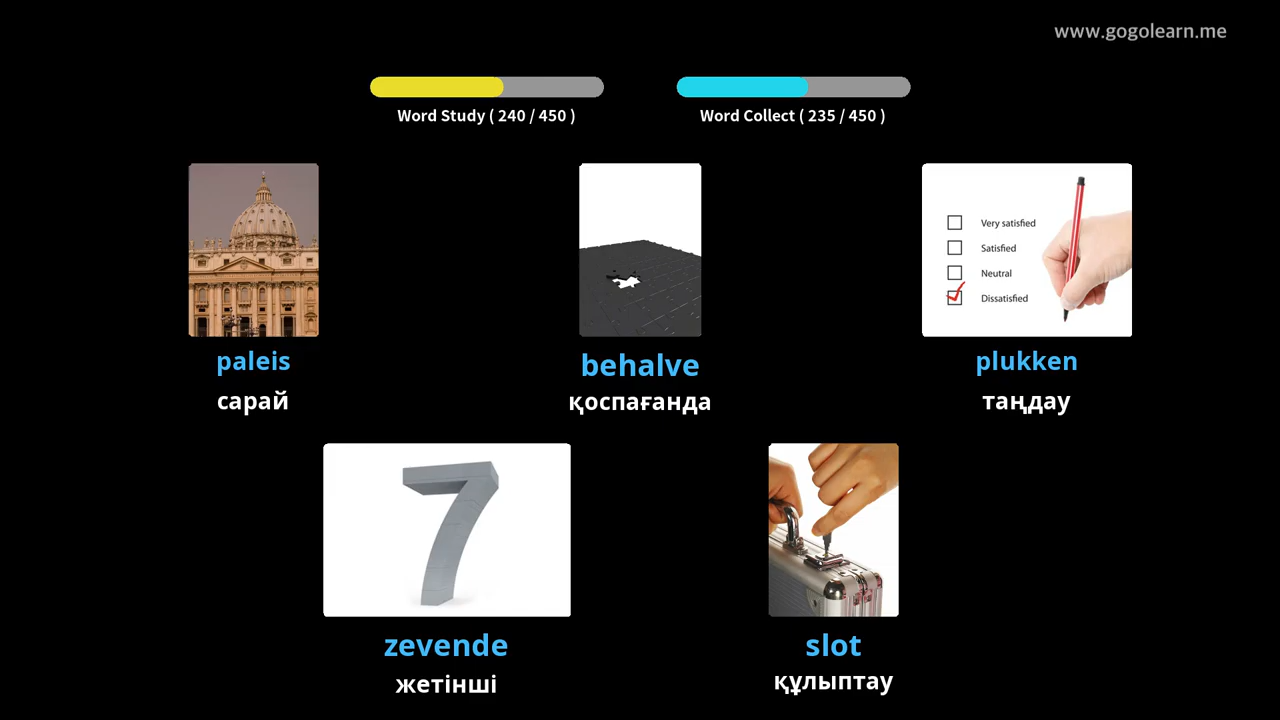 www.gogolearn.me
Word Study ( 240 / 450 )
Word Collect ( 235 / 450 )
Very satisfied
Satisfied
Neutral
Dissatisfied
paleis
behalve
plukken
сарай
қоспағанда
таңдау
zevende
slot
жетінші
құлыптау